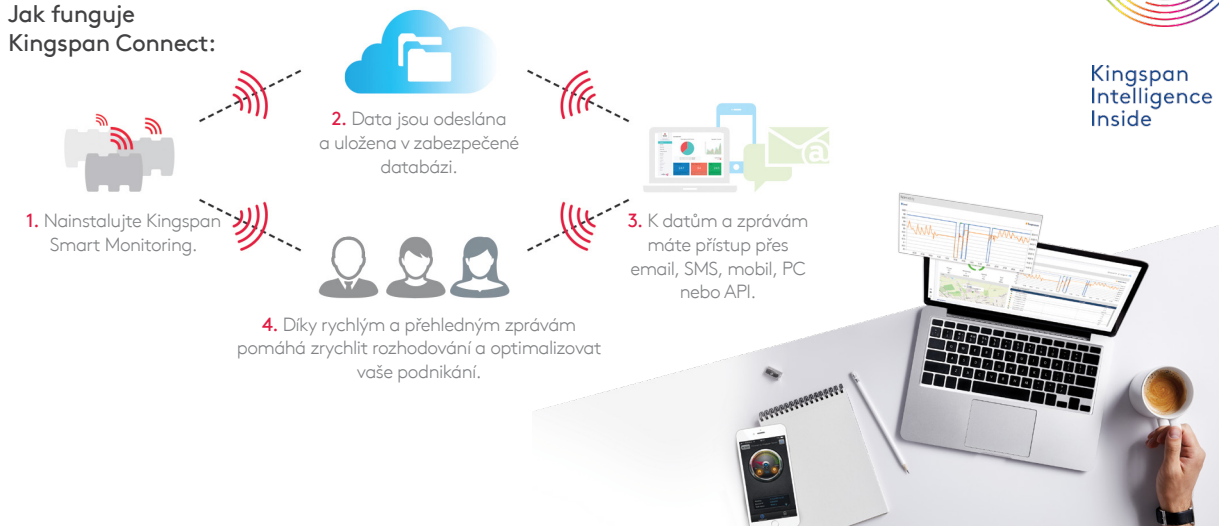 Jak funguje
Kingspan Connect:
Kingspan
Intelligence
Inside
1. Nainstalujte Kingspan
Smart Monitoring.
2. Data jsou odeslána
a uložena v zabezpečené
databázi.
@
3. K datům a zprávám
máte přístup přes
email, SMS, mobil, PC
nebo API.
4. Díky rychlým a přehledným zprávám
pomáhá zrychlit rozhodování a optimalizovat
vaše podnikání.